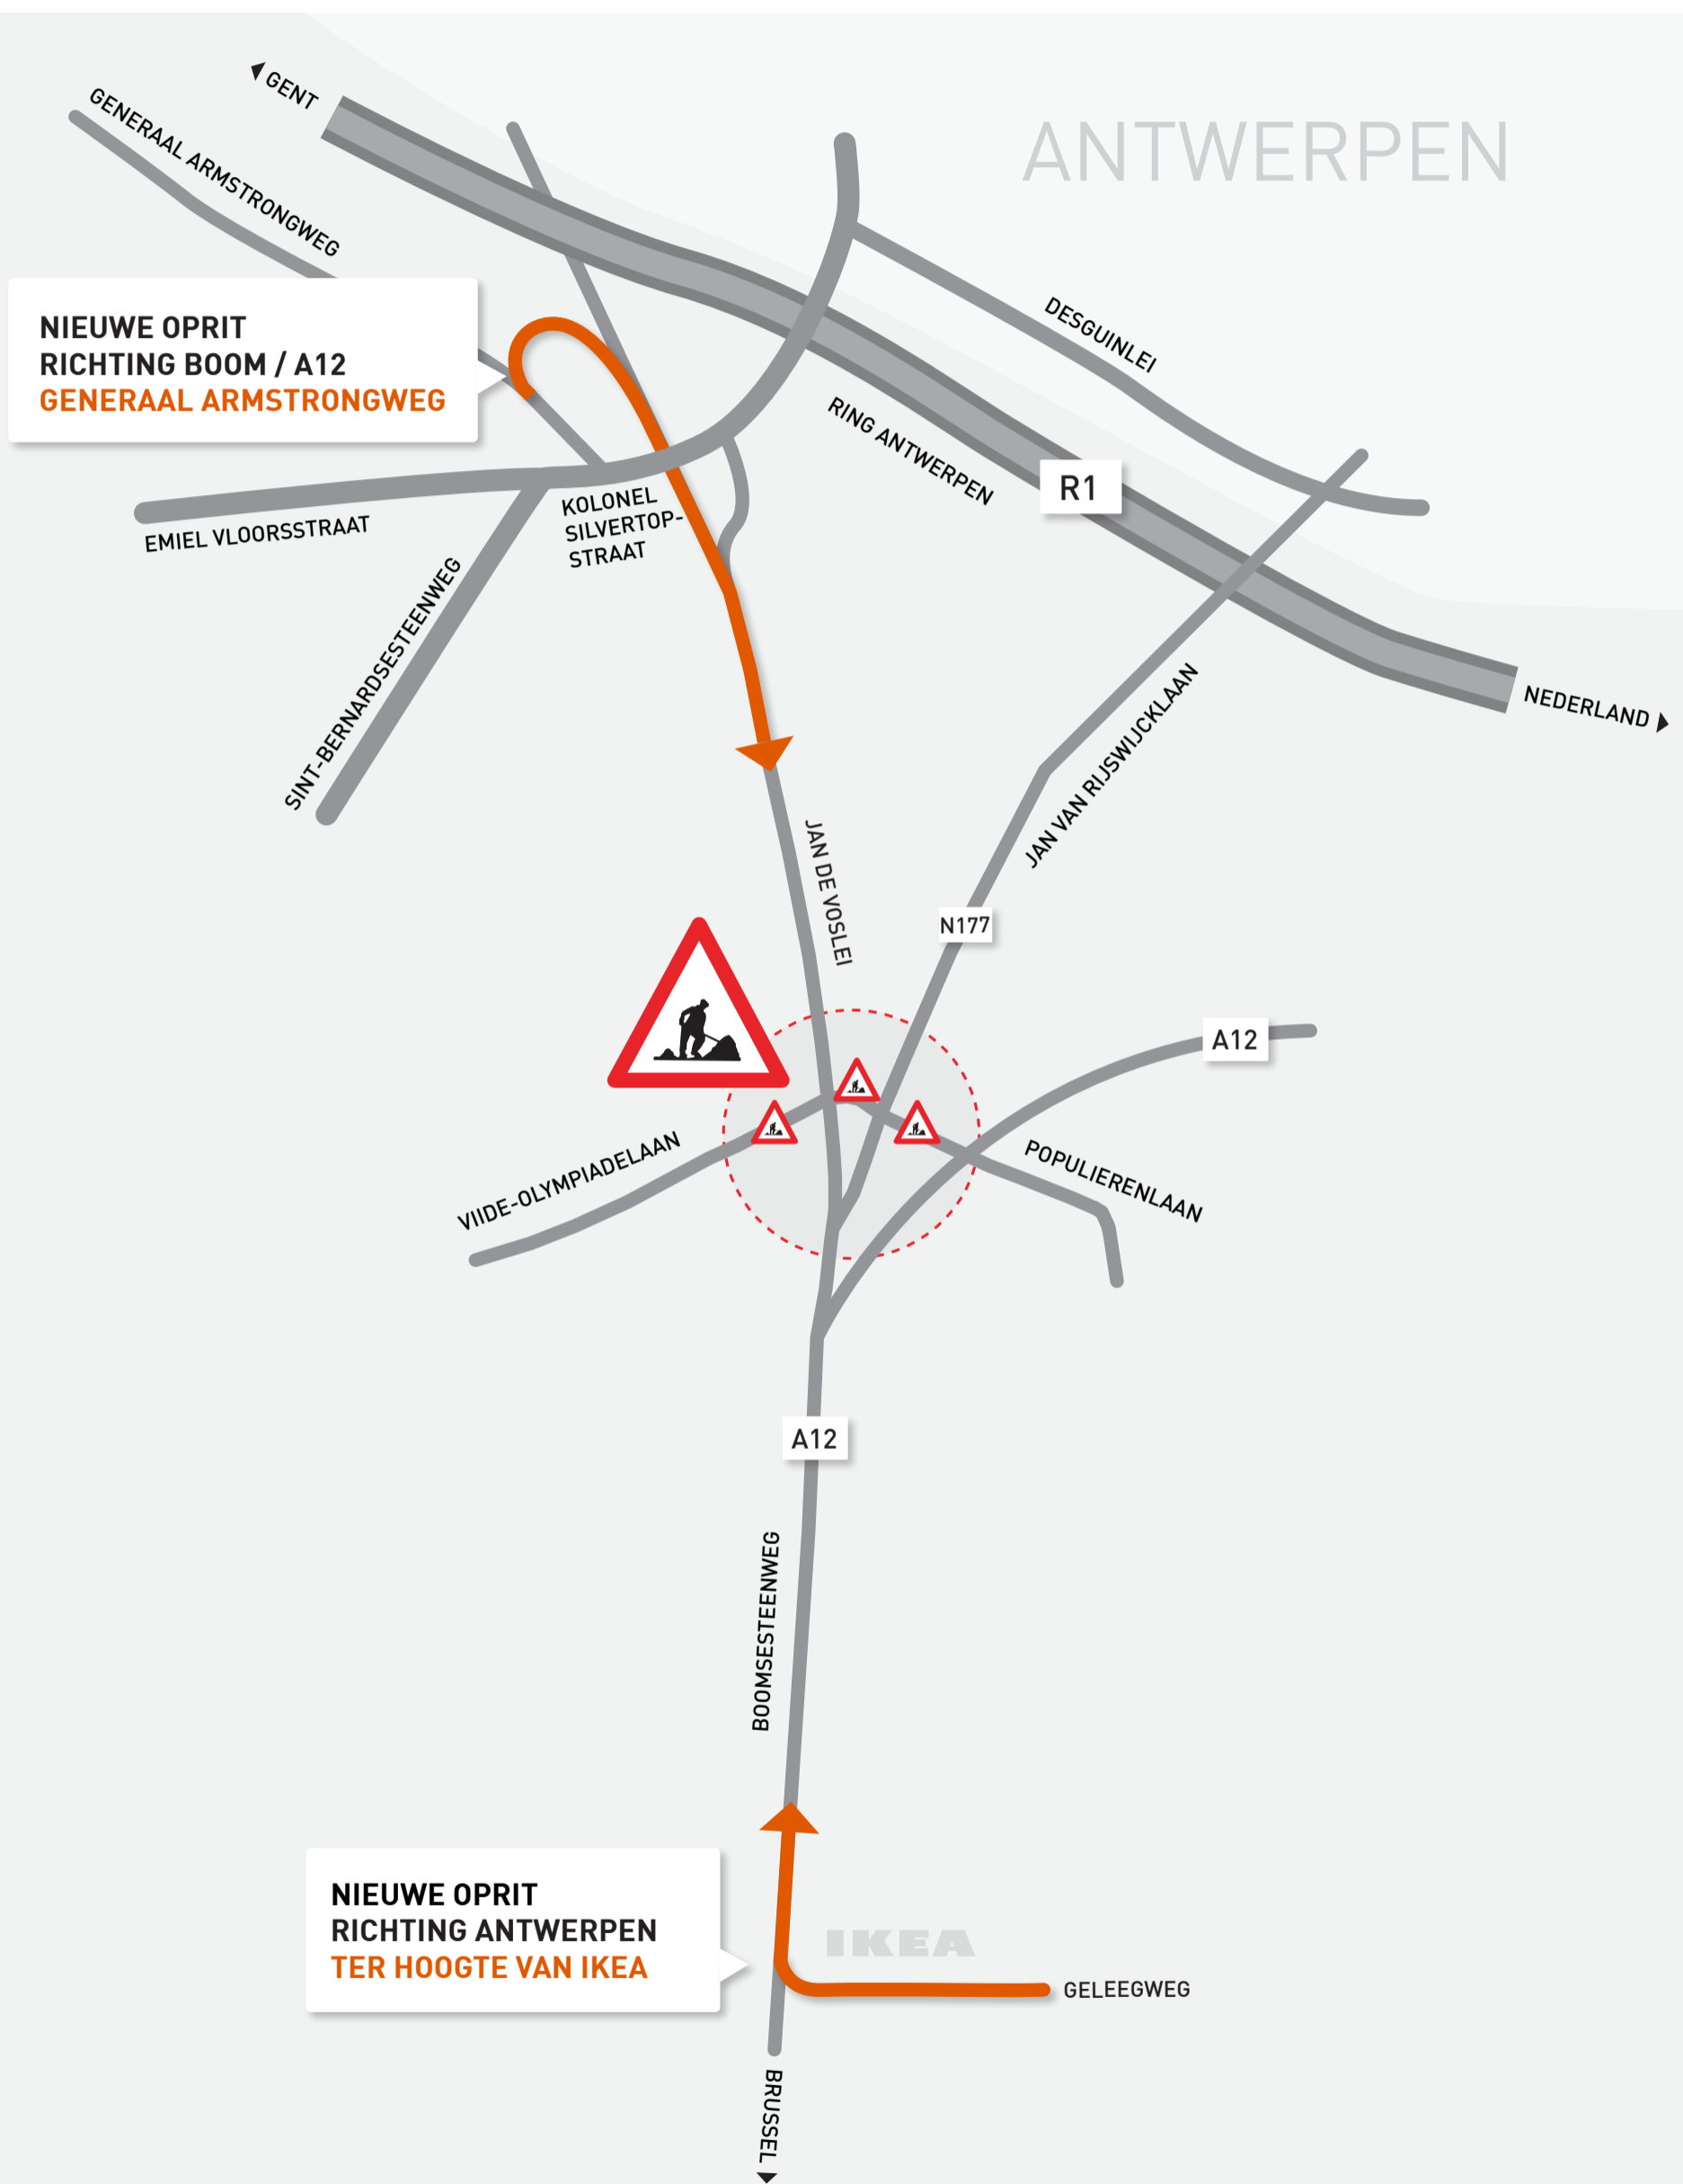 GENT
GENERAAL ARMSTRONGWEG
ANTWERPEN
NIEUWE OPRIT
RICHTING BOOM / A12
GENERAAL ARMSTRONGWEG
DESGUINLEI
RING ANTWERPEN
R1
EMIEL VLOORSSTRAAT
KOLONEL
SILVERTOP-
STRAAT
SINT-BERNARDSESTEENWEG
NEDERLAND
JAN VAN RIJSWIJCKLAAN
JAN DE VOSLEI
N177
A12
VIIDE-OLYMPIADELAAN
POPULIERENLAAN
A12
BOOMSESTEENWEG
NIEUWE OPRIT
RICHTING ANTWERPEN
TER HOOGTE VAN IKEA
IKEA
GELEEGWEG
BRUSSEL